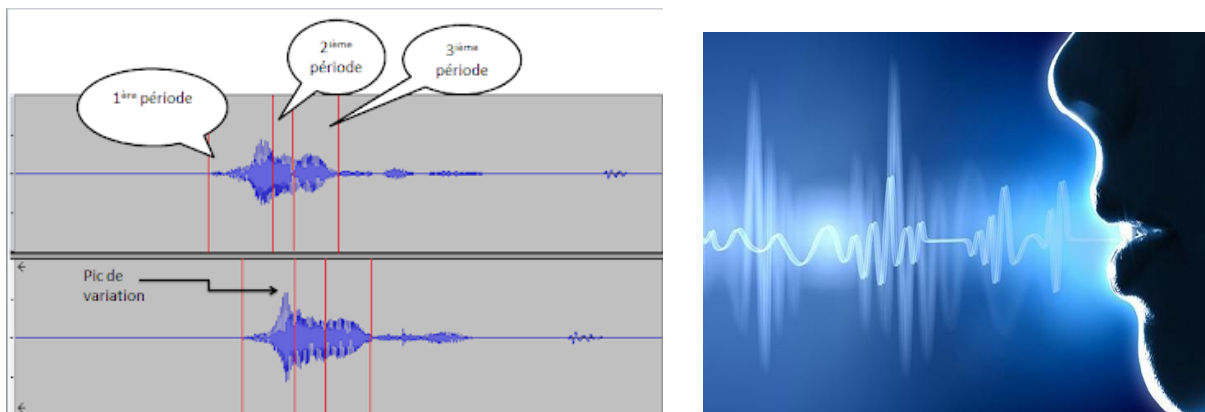 1ère période
2ième
période
3ième
période
Pic de
variation